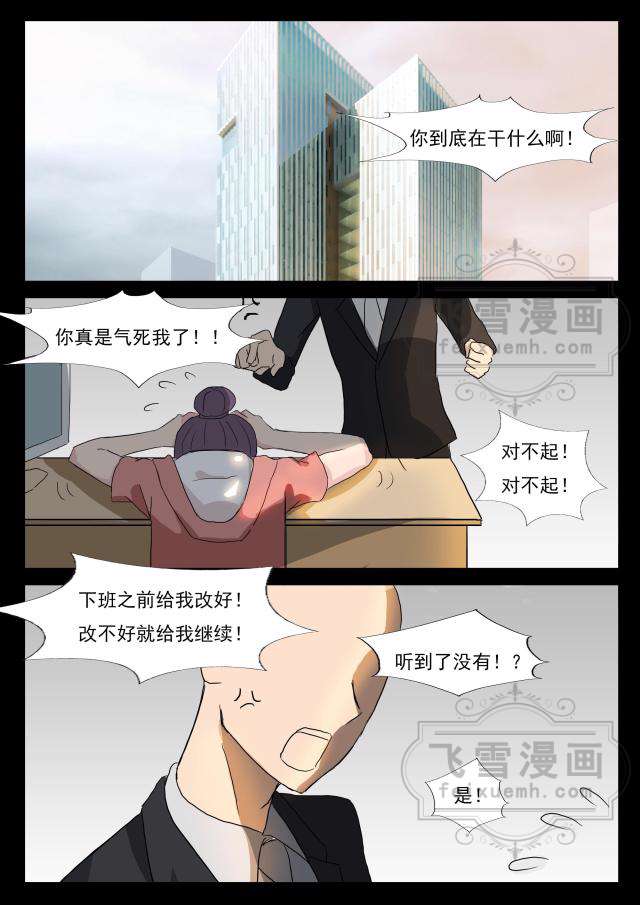 你到底在干什么啊！
飞雪漫画
feixuemh.com
你真是气死我了！！
对不起！
对不起！
下班之前给我改好！
改不好就给我继续！
听到了没有！？
飞雪漫画
feixuemh.com
是！